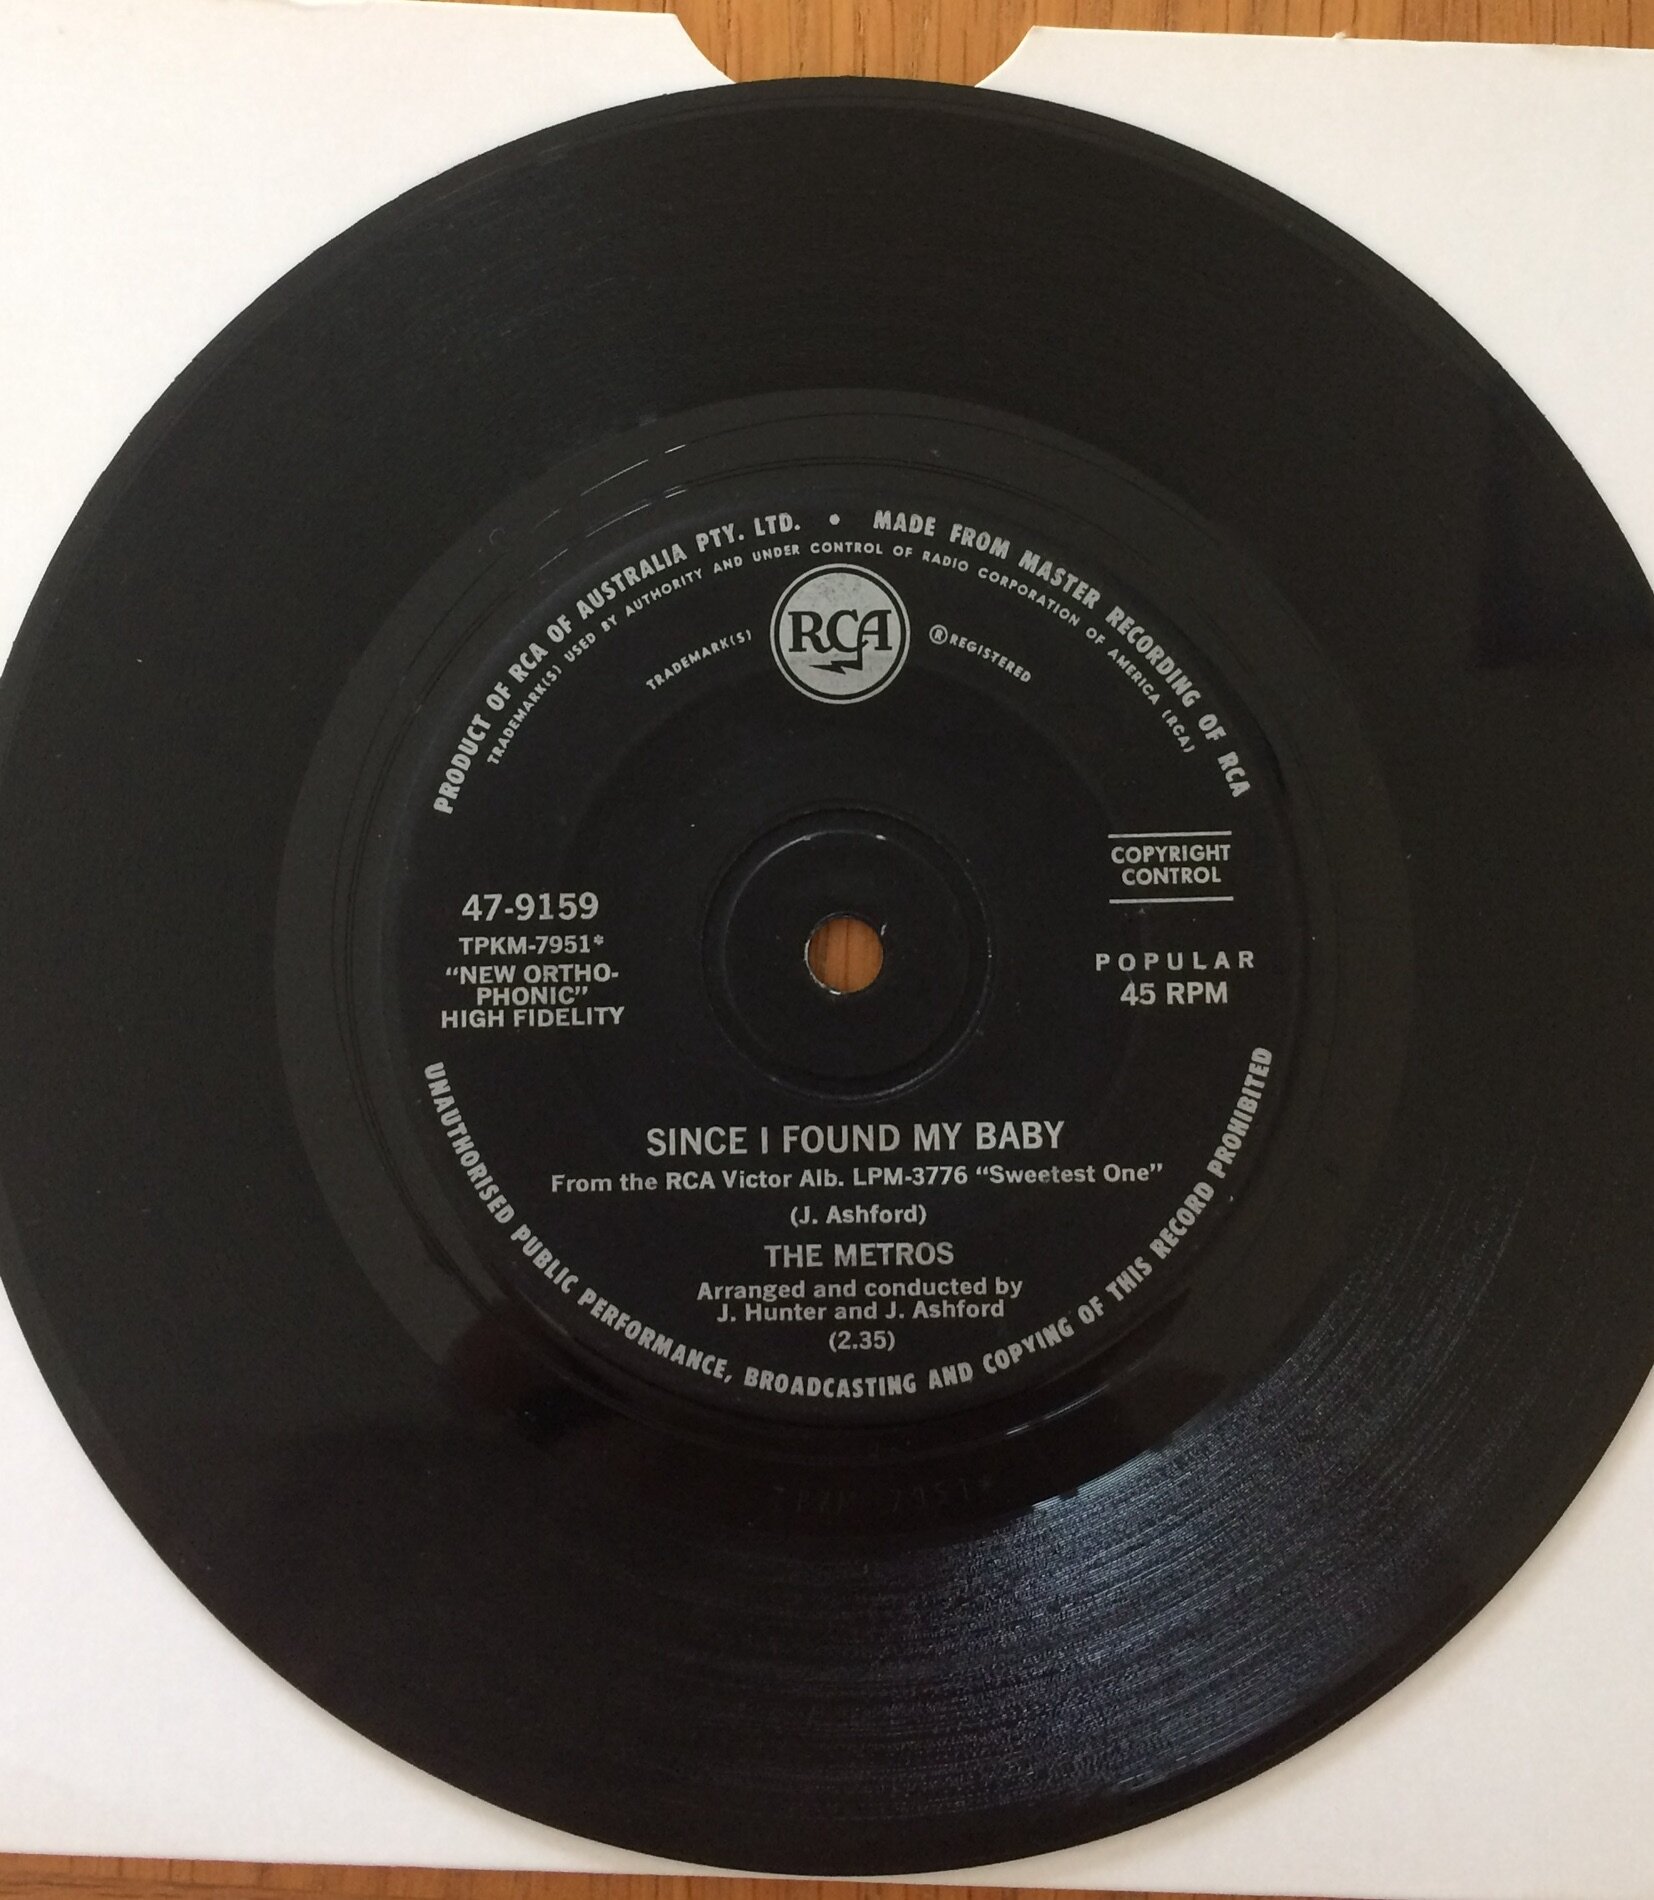 PRODUCT OF RCA OF AUSTRALIA PTY. LTD. • MADE FROM MASTER RECORDING OF RCA
TRADEMARK(S) USED BY AUTHORITY AND UNDER CONTROL OF RADIO CORPORATION OF AMERICA (RCA)
TRADEMARK(S) RCA ®REGISTERED
COPYRIGHT
CONTROL
47-9159
TPKM-7951*
"NEW ORTHO-
PHONIC"
HIGH FIDELITY
POPULAR
45 RPM
SINCE I FOUND MY BABY
From the RCA Victor Alb. LPM-3776 "Sweetest One"
(J. Ashford)
THE METROS
Arranged and conducted by
J. Hunter and J. Ashford
(2.35)
UNAUTHORISED PUBLIC PERFORMANCE, BROADCASTING AND COPYING OF THIS RECORD PROHIBITED